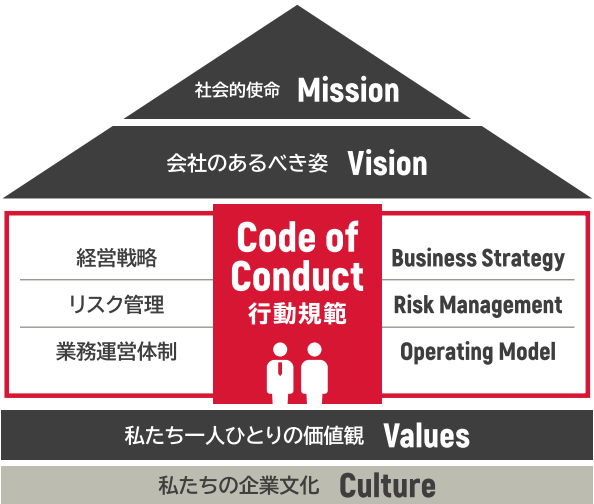 社会的使命 Mission
会社のあるべき姿 Vision
Code of
Conduct
行動規範
経営戦略 Business Strategy
リスク管理 Risk Management
業務運営体制 Operating Model
私たち一人ひとりの価値観 Values
私たちの企業文化 Culture